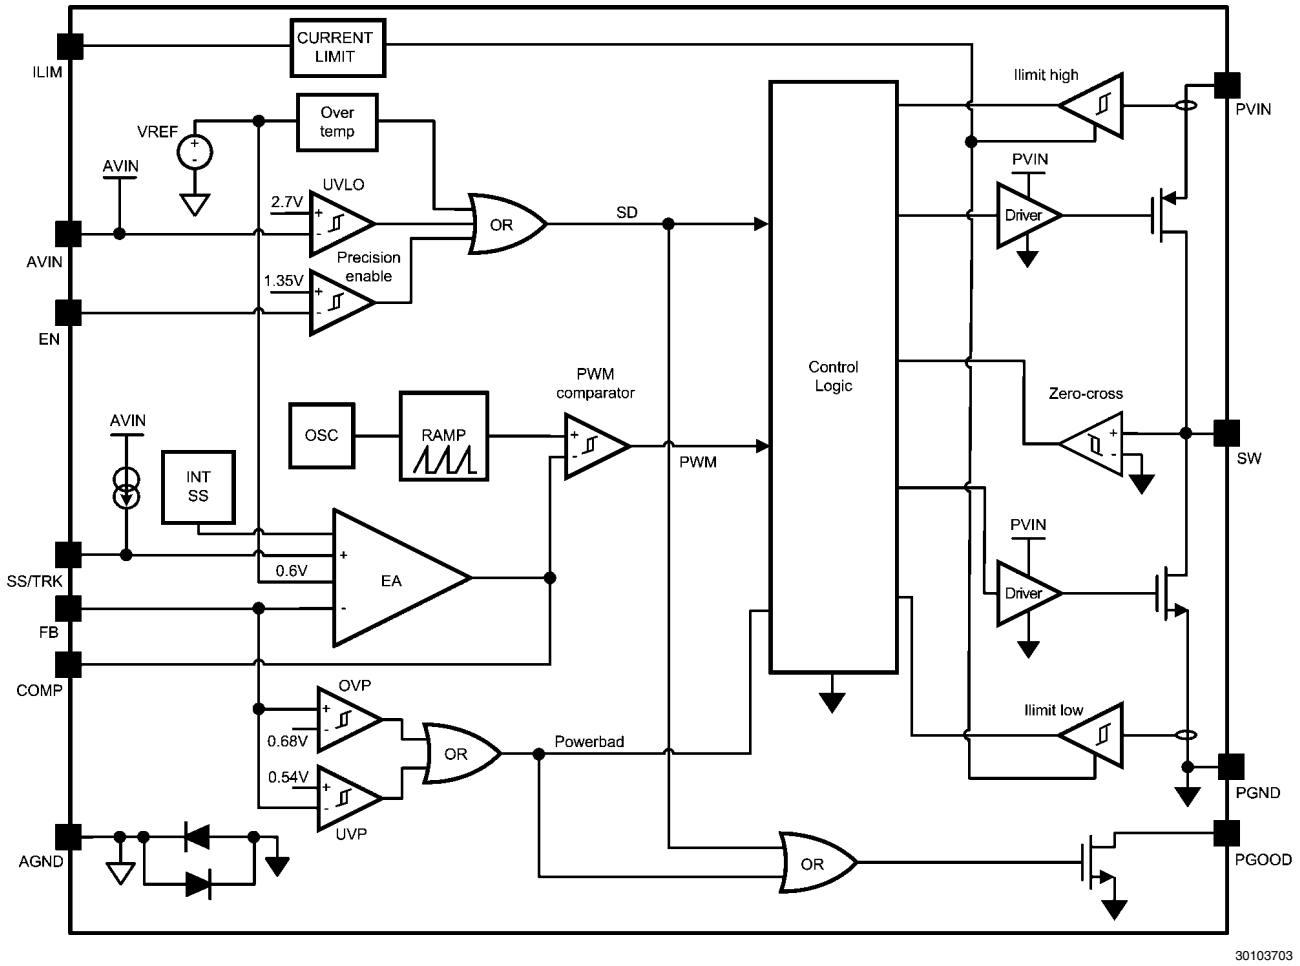 CURRENT
LIMIT
ILIM
Ilimit high
PVIN
Over
temp
VREF
+
-
AVIN
PVIN
UVLO
2.7V
+
-
OR
SD
Driver
AVIN
Precision
enable
1.35V
+
-
EN
Control
Logic
PWM
comparator
Zero-cross
AVIN
OSC
RAMP
+
-
PWM
+
-
SW
INT
SS
PVIN
SS/TRK
+
0.6V
EA
-
Driver
FB
COMP
OVP
+
-
0.68V
OR
Powerbad
Ilimit low
0.54V
+
-
UVP
PGND
AGND
OR
PGOOD
30103703